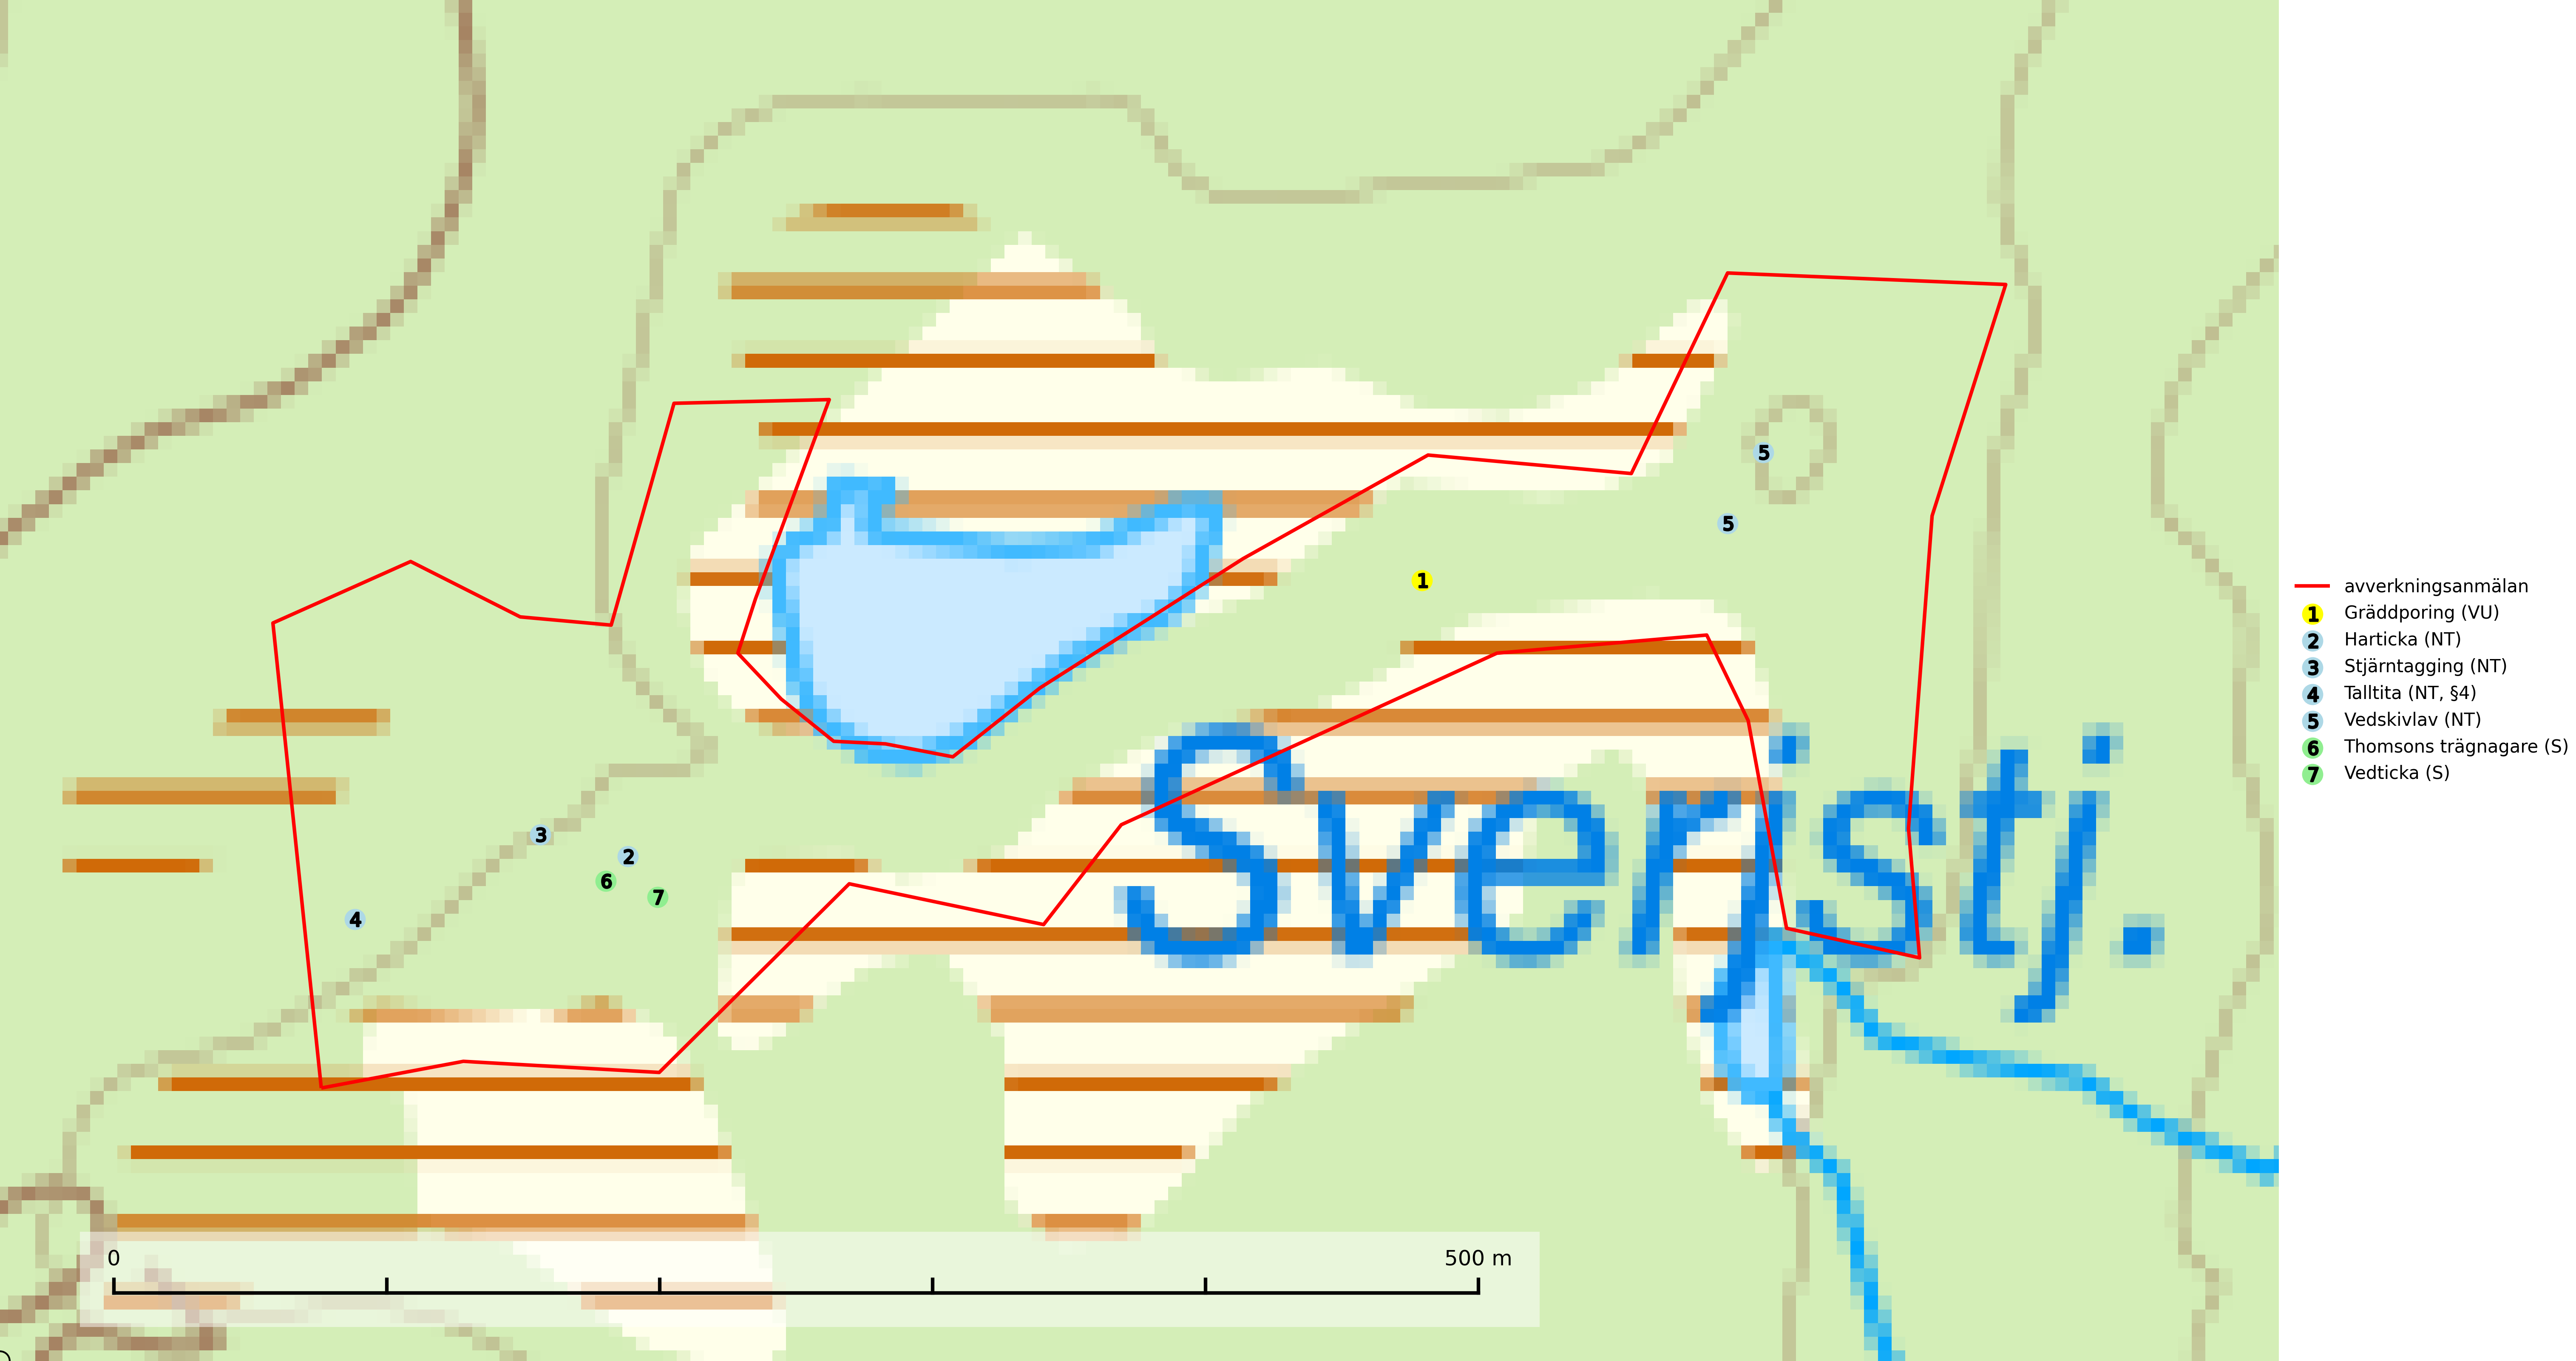 5
5
1
3
2
6
7
4
Sversjstj.
0 500 m
avverkningsanmälan
1 Gräddporing (VU)
2 Harticka (NT)
3 Stjärntagging (NT)
4 Talltita (NT, §4)
5 Vedskivlav (NT)
6 Thomsons trägnagare (S)
7 Vedticka (S)